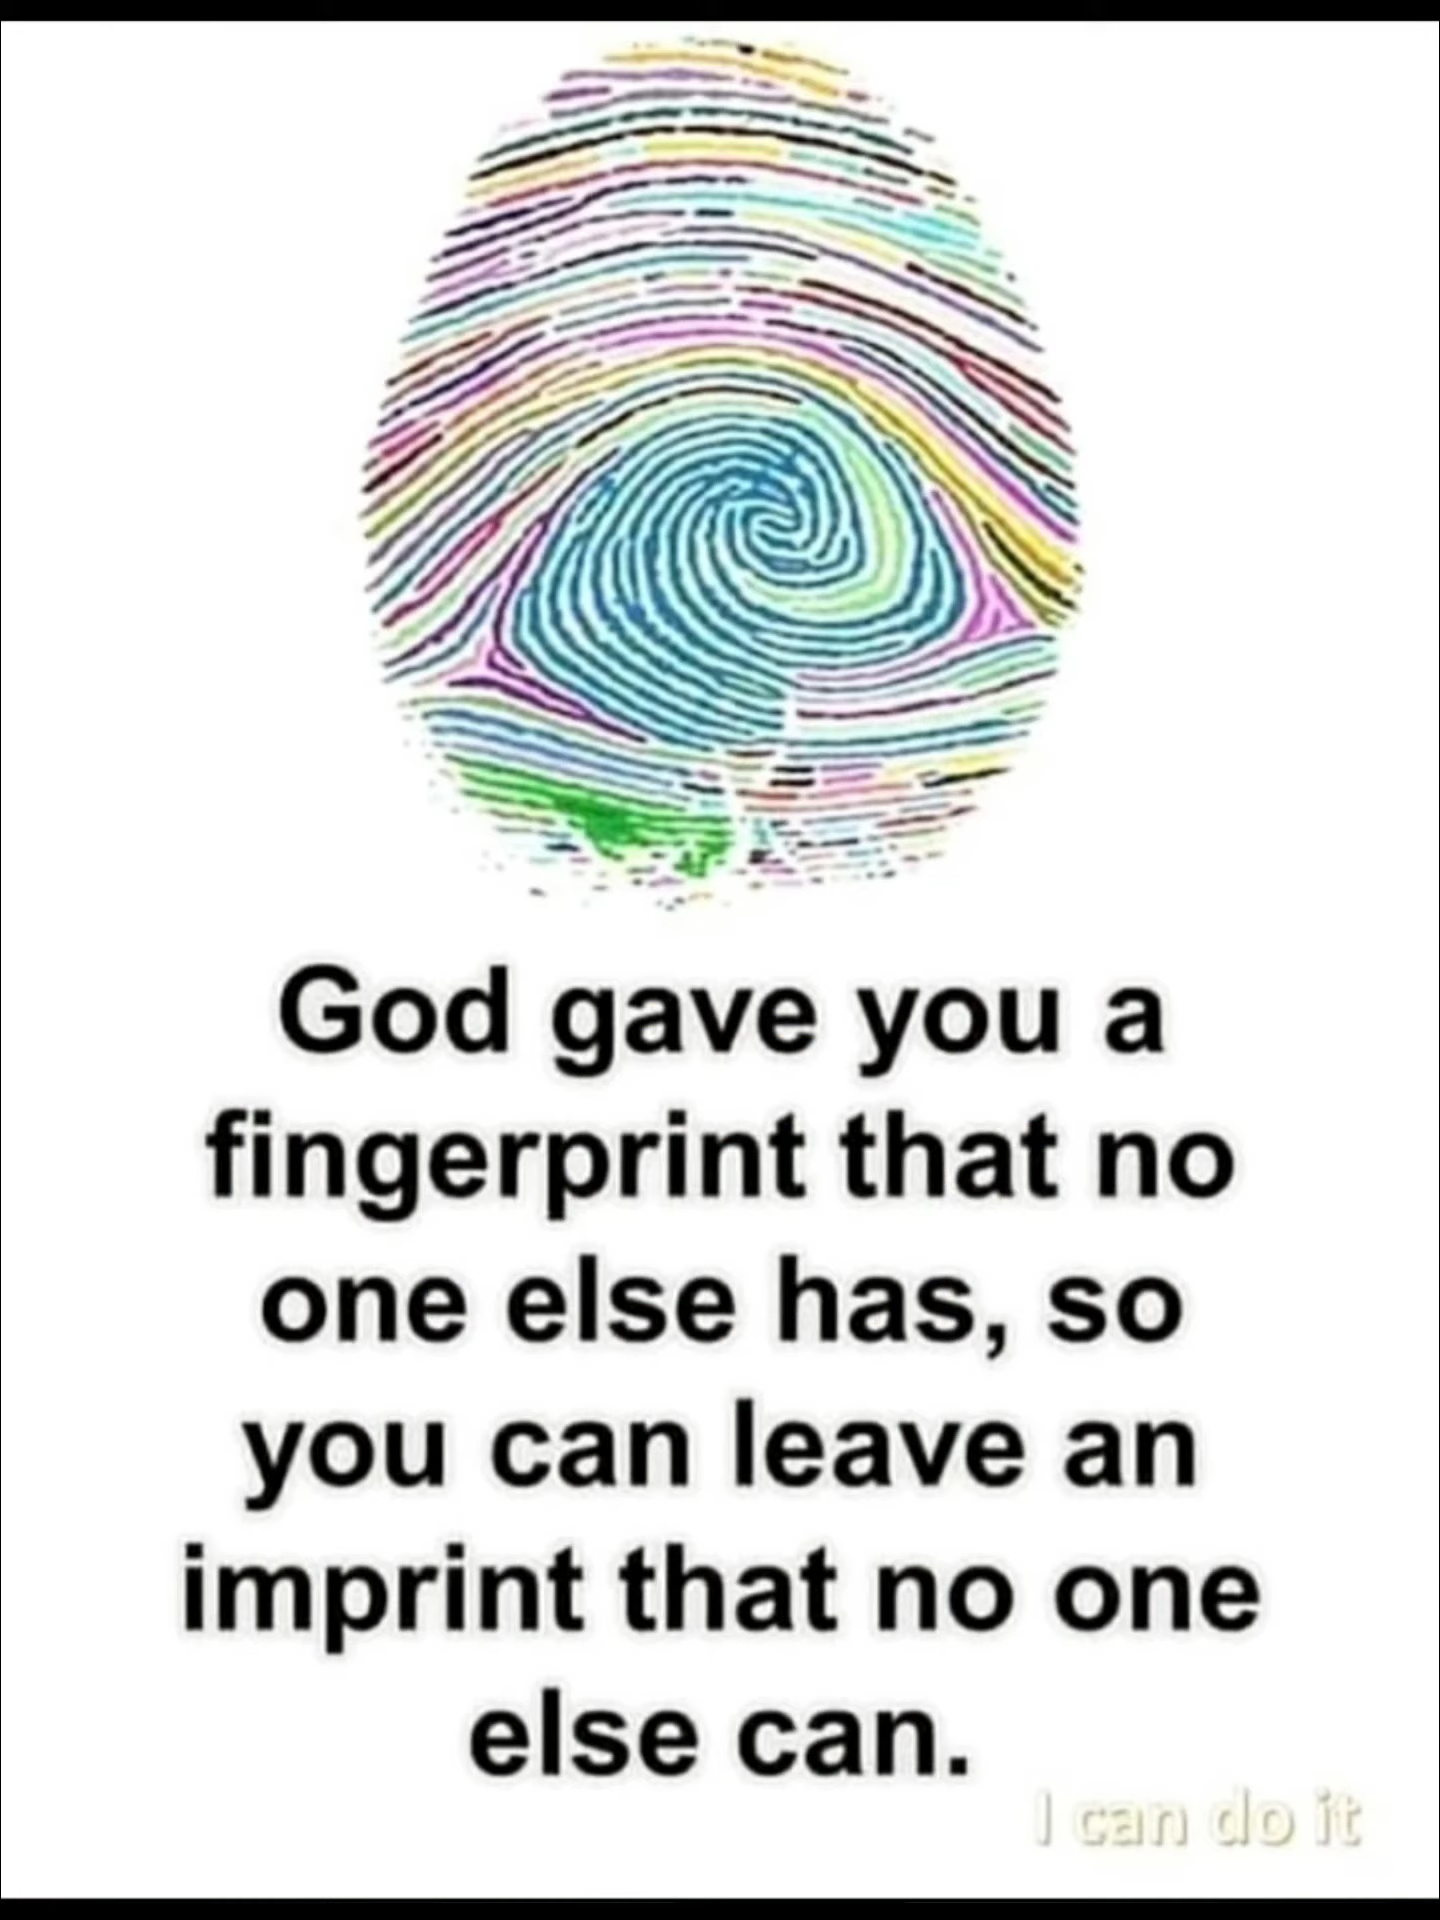 God gave you a
fingerprint that no
one else has, so
you can leave an
imprint that no one
else can.
I can do it